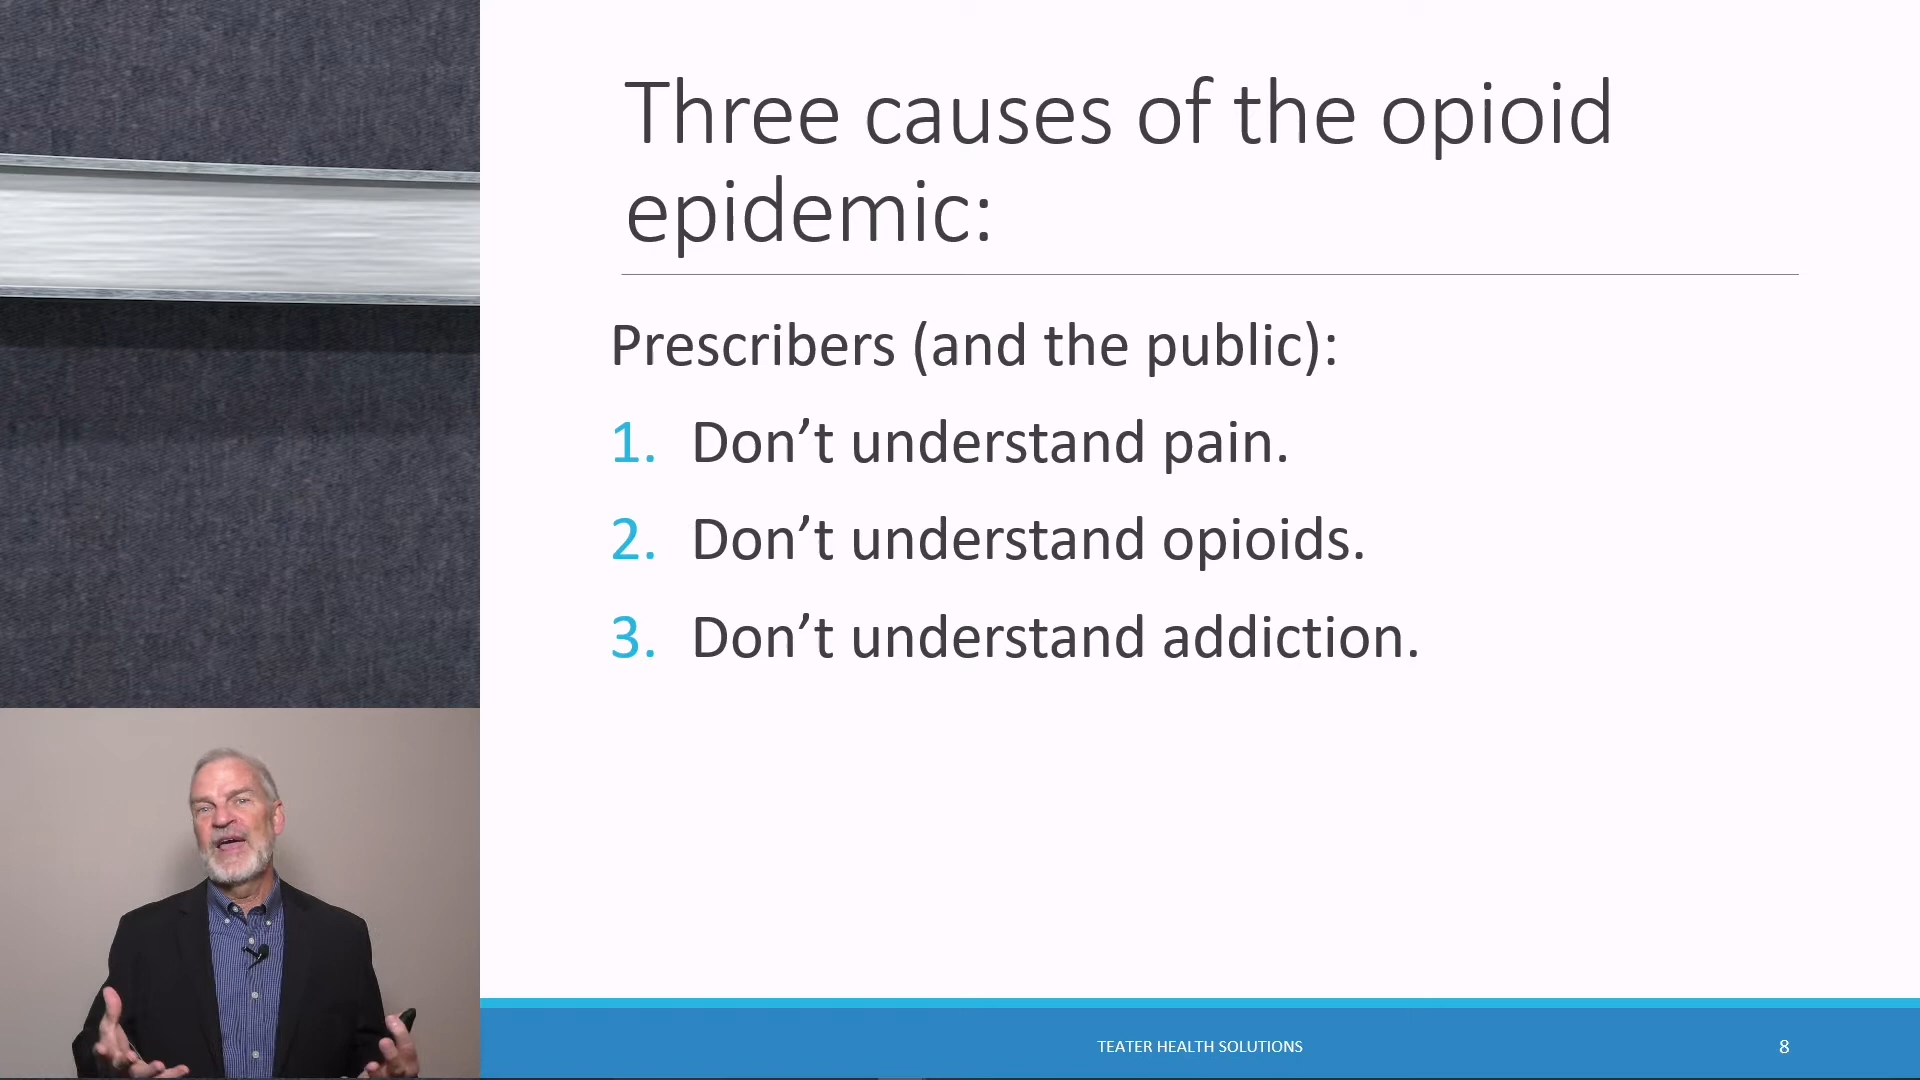 Three causes of the opioid
epidemic:
Prescribers (and the public):
1. Don’t understand pain.
2. Don’t understand opioids.
3. Don’t understand addiction.
TEATER HEALTH SOLUTIONS
8